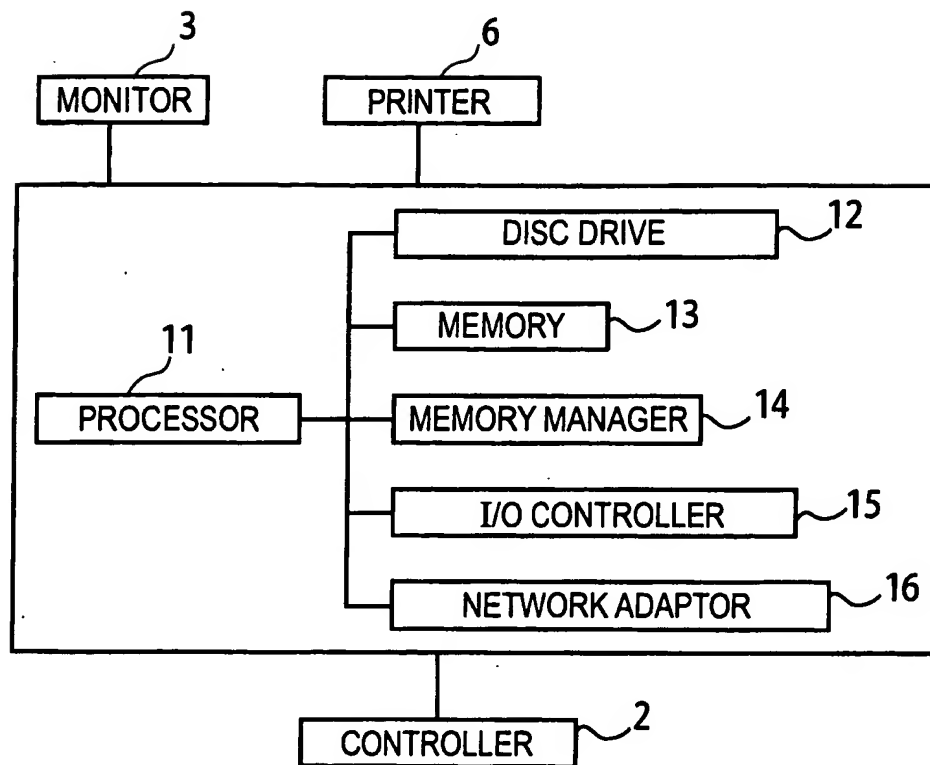 3
MONITOR
6
PRINTER
DISC DRIVE
12
MEMORY
13
11
PROCESSOR
MEMORY MANAGER
14
I/O CONTROLLER
15
NETWORK ADAPTOR
16
CONTROLLER
2